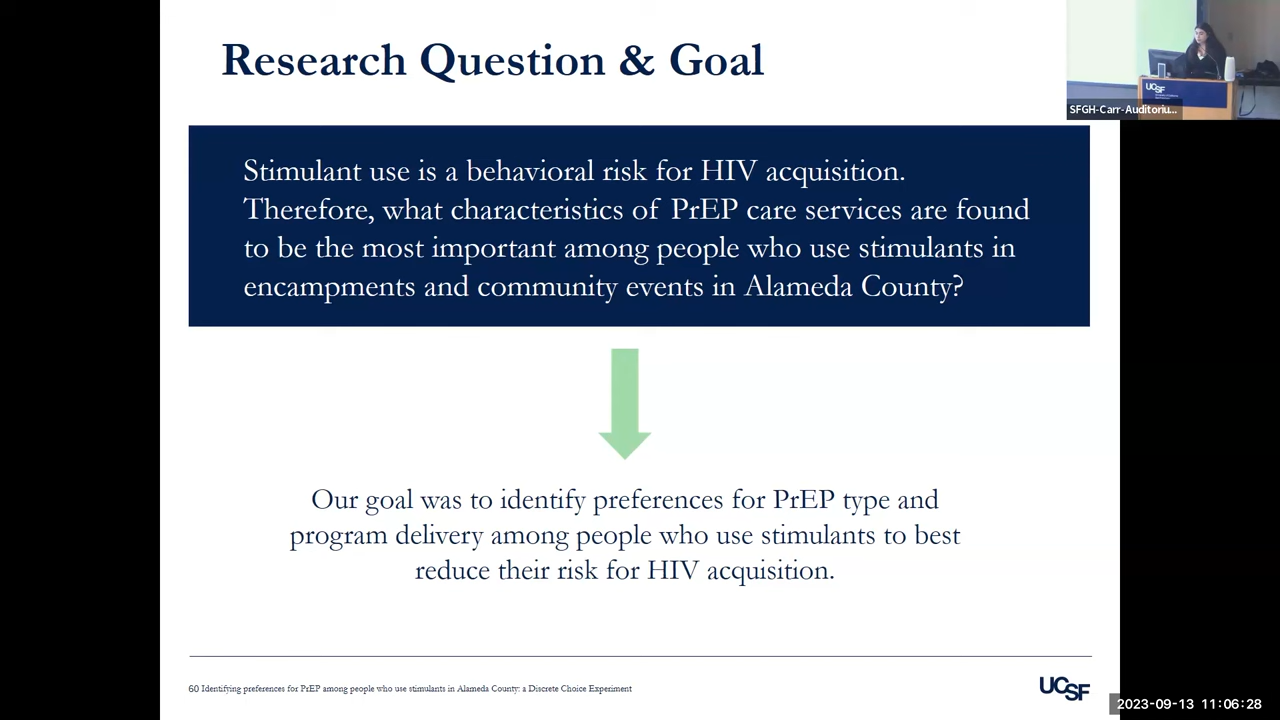 Research Question & Goal
UCSF
SFGH-Carr-Auditoriu...
Stimulant use is a behavioral risk for HIV acquisition.
Therefore, what characteristics of PrEP care services are found
to be the most important among people who use stimulants in
encampments and community events in Alameda County?
Our goal was to identify preferences for PrEP type and
program delivery among people who use stimulants to best
reduce their risk for HIV acquisition.
60 Identifying preferences for PrEP among people who use stimulants in Alameda County: a Discrete Choice Experiment
UCSF
2023-09-13 11:06:28